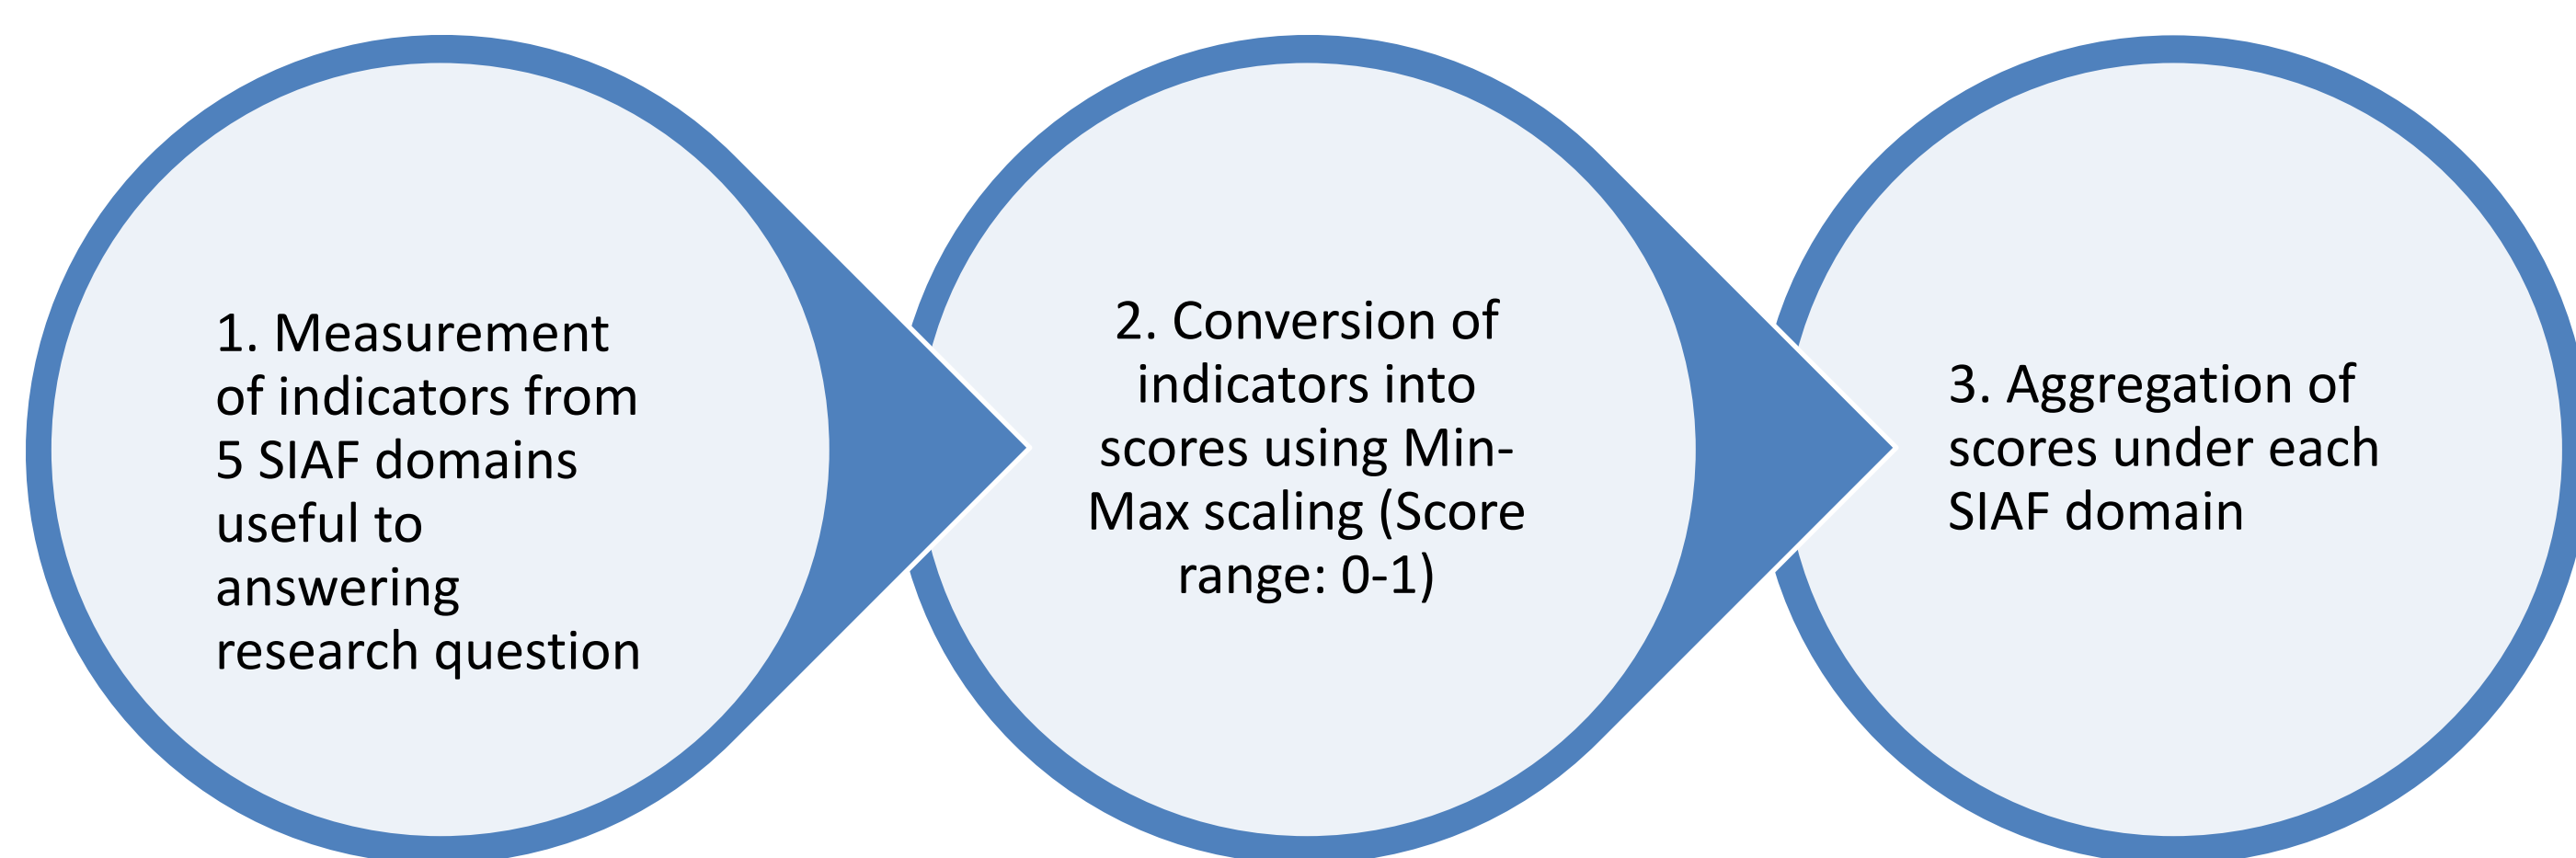 1. Measurement
of indicators from
5 SIAF domains
useful to
answering
research question
2. Conversion of
indicators into
scores using Min-
Max scaling (Score
range: 0-1)
3. Aggregation of
scores under each
SIAF domain